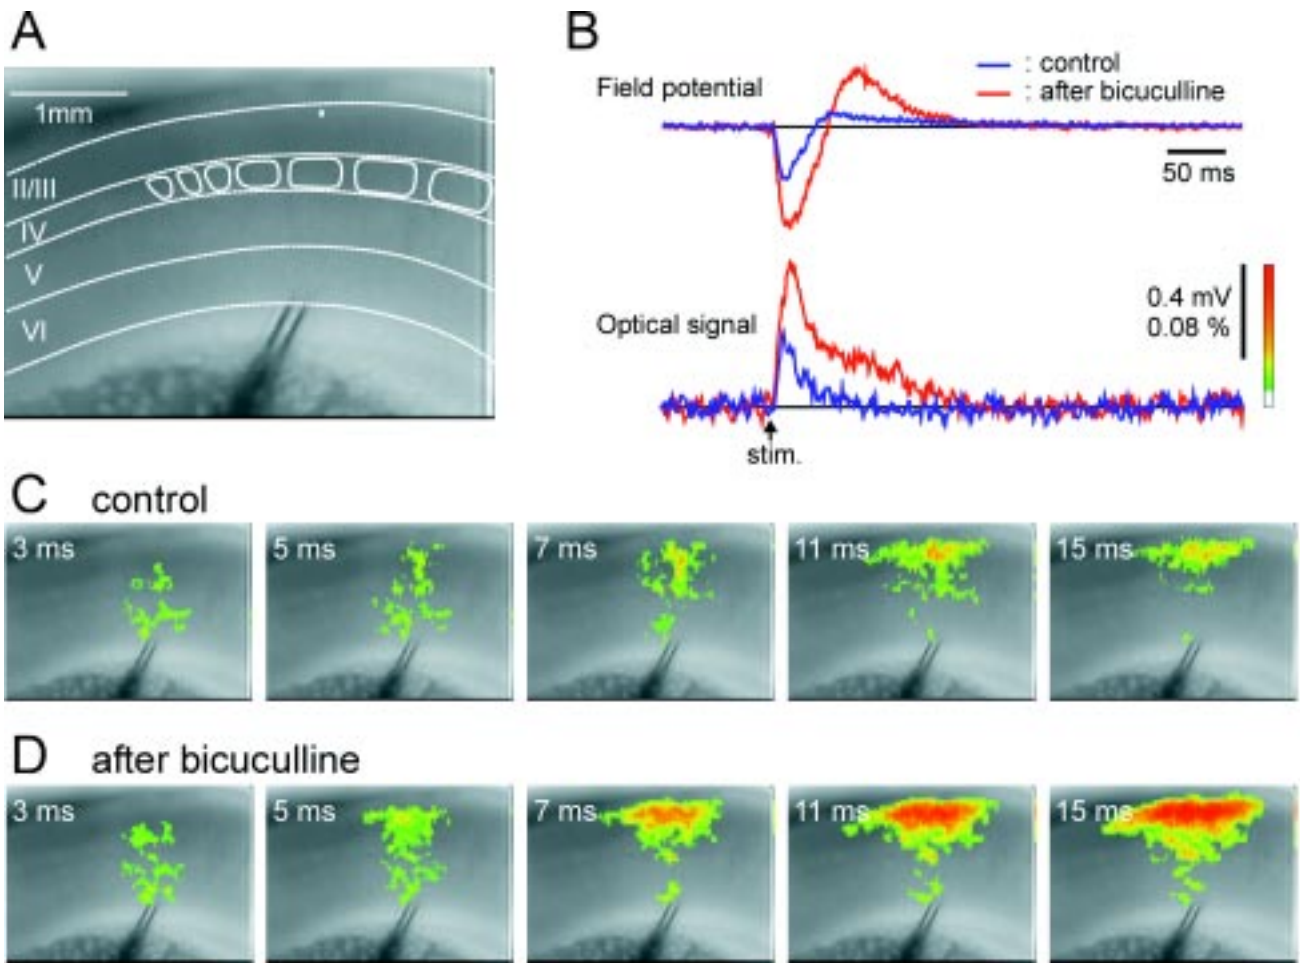 A
1mm
II/III
IV
V
VI
B
Field potential
: control
: after bicuculline
50 ms
Optical signal
0.4 mV
0.08 %
stim.
C control
3 ms
5 ms
7 ms
11 ms
15 ms
D after bicuculline
3 ms
5 ms
7 ms
11 ms
15 ms